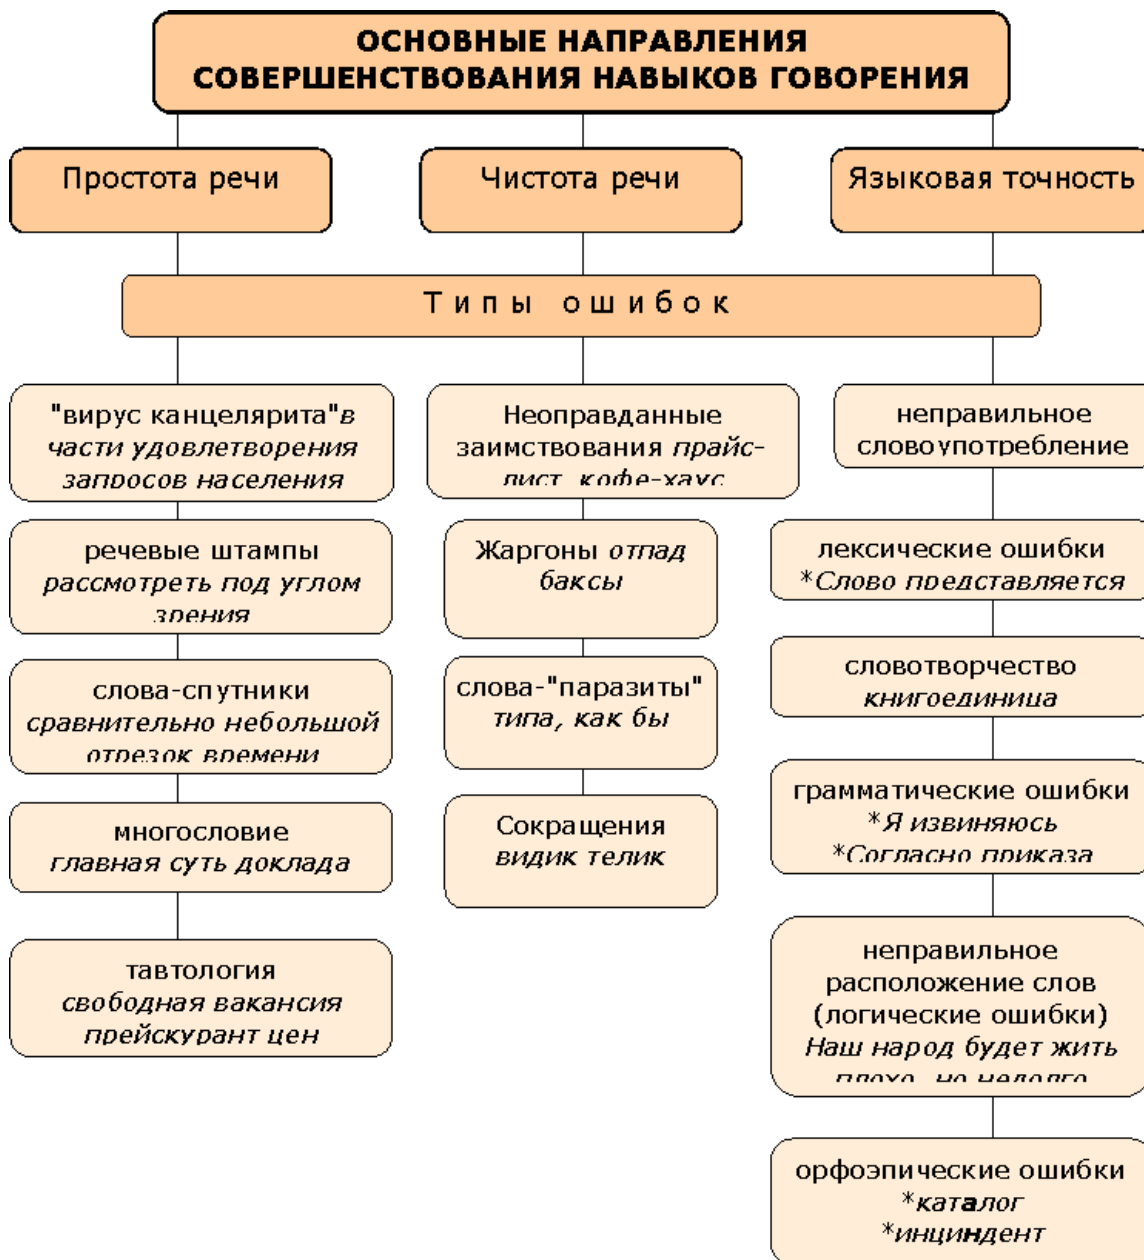 ОСНОВНЫЕ НАПРАВЛЕНИЯ
СОВЕРШЕНСТВОВАНИЯ НАВЫКОВ ГОВОРЕНИЯ
Простота речи
Чистота речи
Языковая точность
Типы ошибок
"вирус канцелярита" в
части удовлетворения
запросов населения
речевые штампы
рассмотреть под углом
зрения
слова-спутники
сравнительно небольшой
отрезок времени
многословие
главная суть доклада
тавтология
свободная вакансия
прейскурант цен
Неоправданные
заимствования прайс-
лист, кофе-хаус
Жаргоны отпад
баксы
слова-"паразиты"
типа, как бы
Сокращения
видик телик
неправильное
словоупотребление
лексические ошибки
*Слово представляется
словотворчество
книгоединица
грамматические ошибки
*Я извиняюсь
*Согласно приказа
неправильное
расположение слов
(логические ошибки)
Наш народ будет жить
плохо, но недолго
орфоэпические ошибки
*каталог
*инциндент